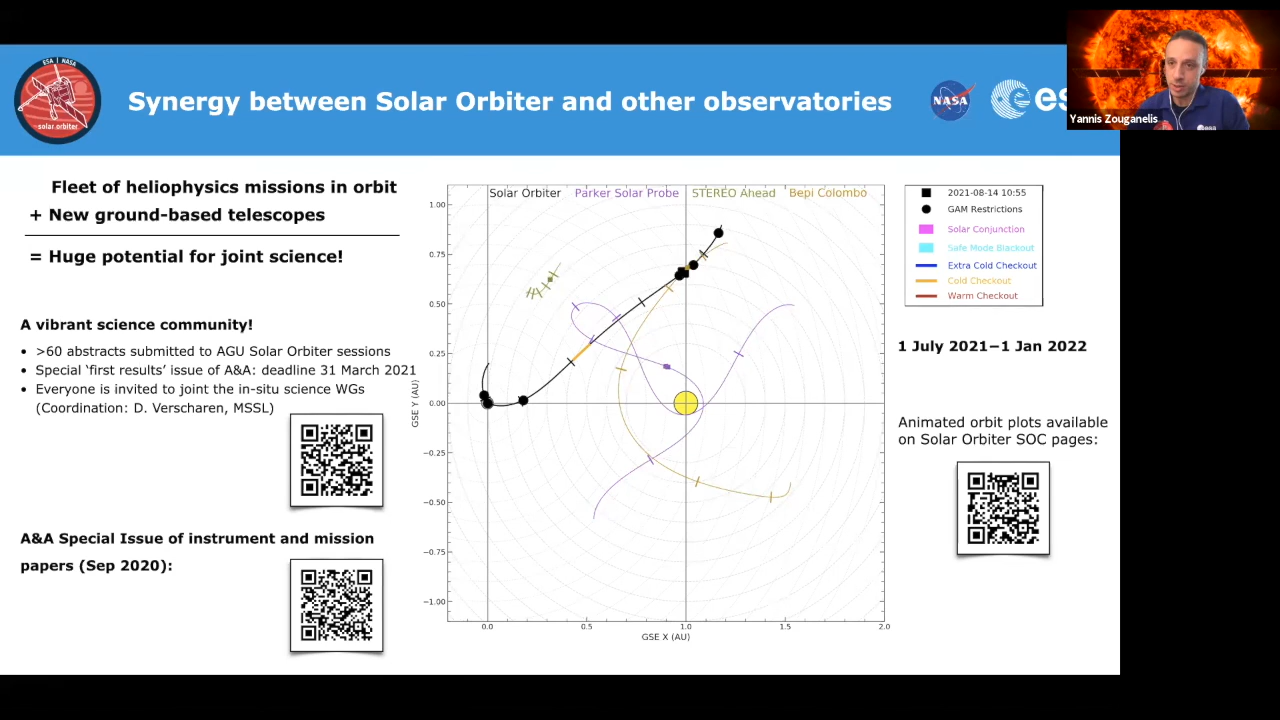 ESA | NASA
solar orbiter
Synergy between Solar Orbiter and other observatories
NASA
es
Yannis Zouganelis
Fleet of heliophysics missions in orbit
+ New ground-based telescopes
= Huge potential for joint science!
A vibrant science community!
• >60 abstracts submitted to AGU Solar Orbiter sessions
• Special ‘first results’ issue of A&A: deadline 31 March 2021
• Everyone is invited to joint the in-situ science WGs
(Coordination: D. Verscharen, MSSL)
A&A Special Issue of instrument and mission
papers (Sep 2020):
Solar Orbiter Parker Solar Probe STEREO Ahead Bepi Colombo
1.00
0.75
0.50
0.25
0.00
−0.25
−0.50
−0.75
−1.00
GSE Y (AU)
0.0 0.5 1.0 1.5 2.0
GSE X (AU)
2021-08-14 10:55
GAM Restrictions
Solar Conjunction
Safe Mode Blackout
Extra Cold Checkout
Cold Checkout
Warm Checkout
1 July 2021−1 Jan 2022
Animated orbit plots available
on Solar Orbiter SOC pages: